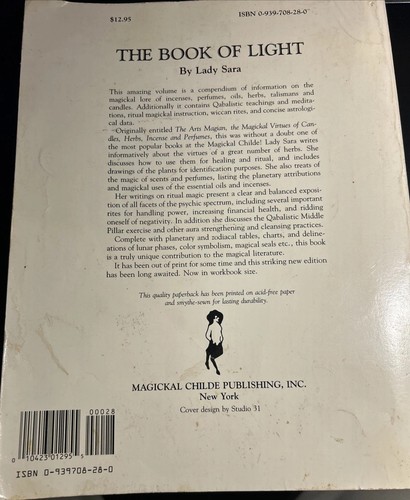 $12.95
ISBN 0-939-708-28-0
THE BOOK OF LIGHT
By Lady Sara
This amazing volume is a compendium of information on the
magickal lore of incenses, perfumes, oils, herbs, talismans and
candles. Additionally it contains Qabalistic teachings and medita-
tions, ritual magickal instruction, wiccan rites, and concise astrologi-
cal data.
Originally entitled The Arts Magian, the Magickal Virtues of Can-
dles, Herbs, Incense and Perfumes, this was without a doubt one of
the most popular books at the Magickal Childe! Lady Sara writes
informatively about the virtues of a great number of herbs. She
discusses how to use them for healing and ritual, and includes
drawings of the plants for identification purposes. She also treats of
the magic of scents and perfumes, listing the planetary attributions
and magickal uses of the essential oils and incenses.
Her writings on ritual magic present a clear and balanced exposi-
tion of all facets of the psychic spectrum, including several important
rites for handling power, increasing financial health, and ridding
oneself of negativity. In addition she discusses the Qabalistic Middle
Pillar exercise and other aura strengthening and cleansing practices.
Complete with planetary and zodiacal tables, charts, and deline-
ations of lunar phases, color symbolism, magical seals etc., this book
is a truly unique contribution to the magical literature.
It has been out of print for some time and this striking new edition
has been long awaited. Now in workbook size.
This quality paperback has been printed on acid-free paper
and smythe-sewn for lasting durability.
MAGICKAL CHILDE PUBLISHING, INC.
New York
Cover design by Studio 31
00028
0 10423 01295 5
ISBN 0-939708-28-0